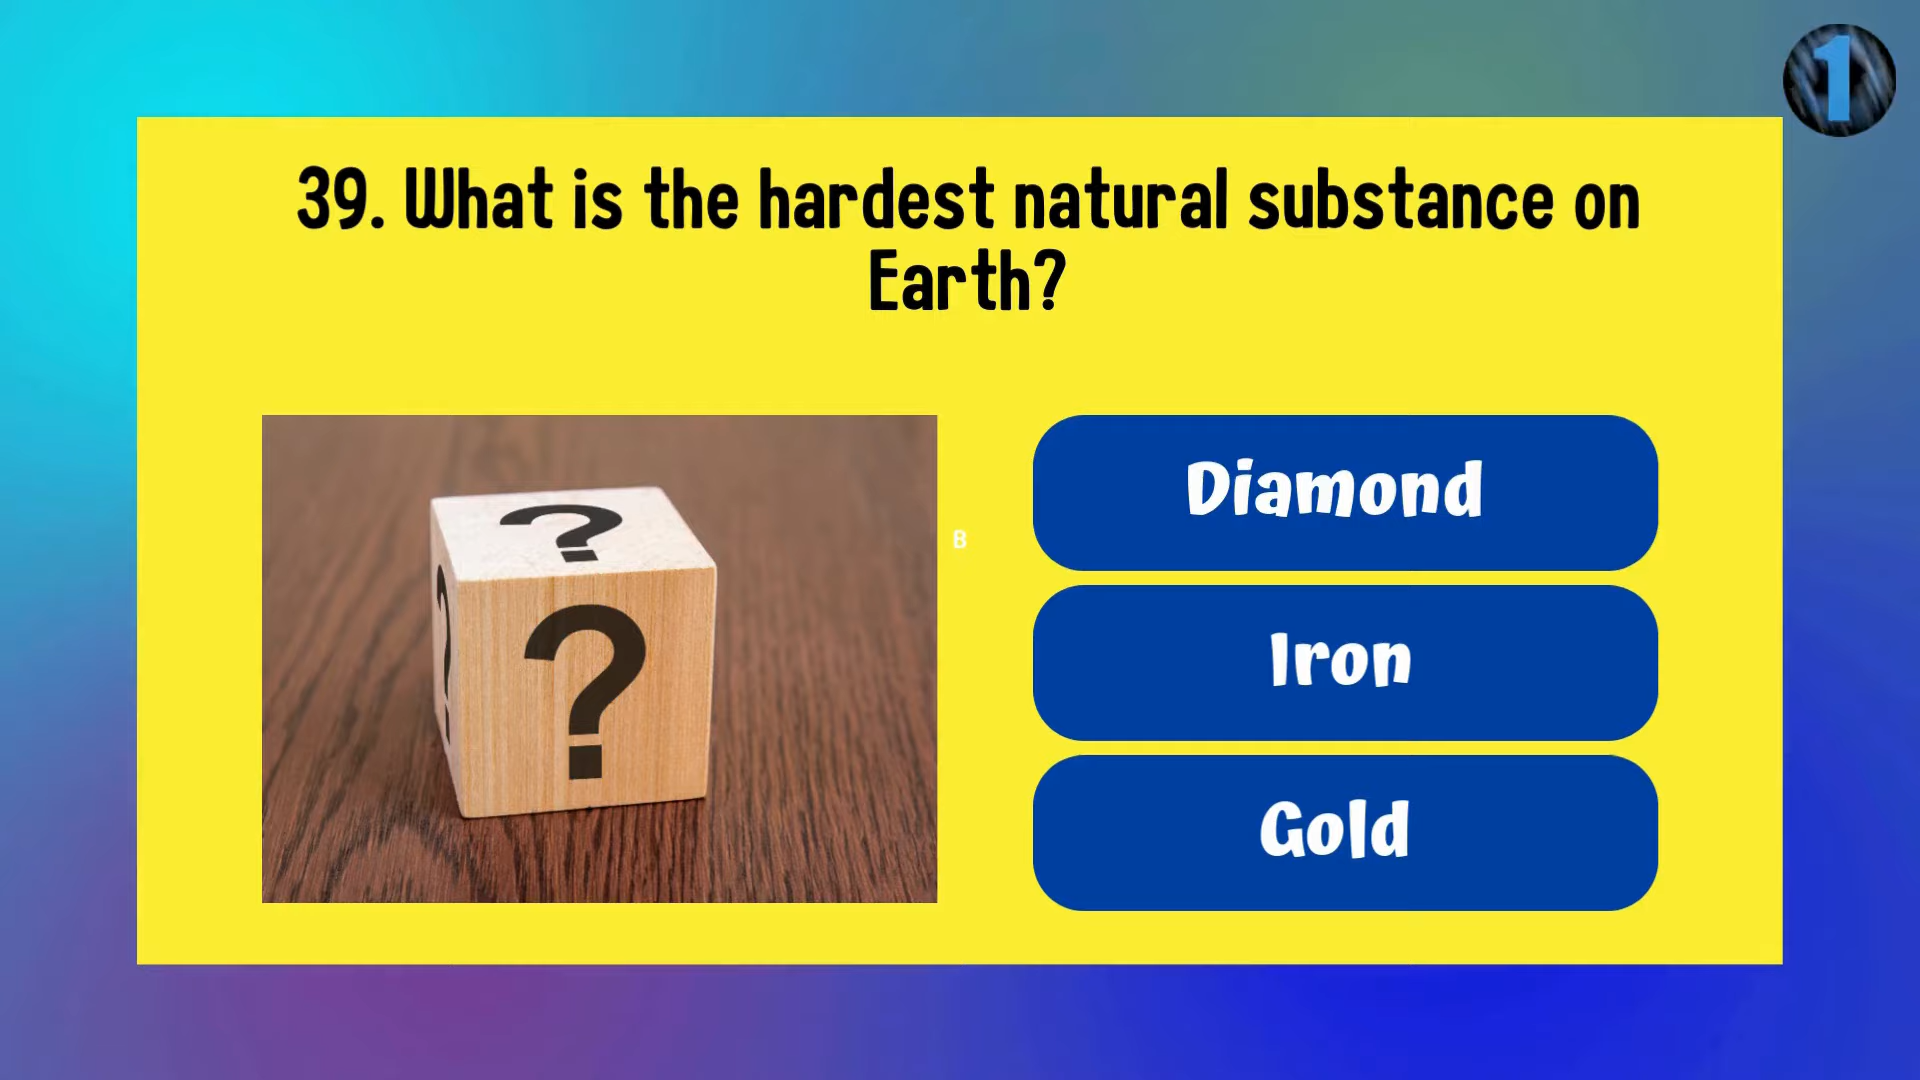 1
39. What is the hardest natural substance on
Earth?
?
?
?
B
Diamond
Iron
Gold